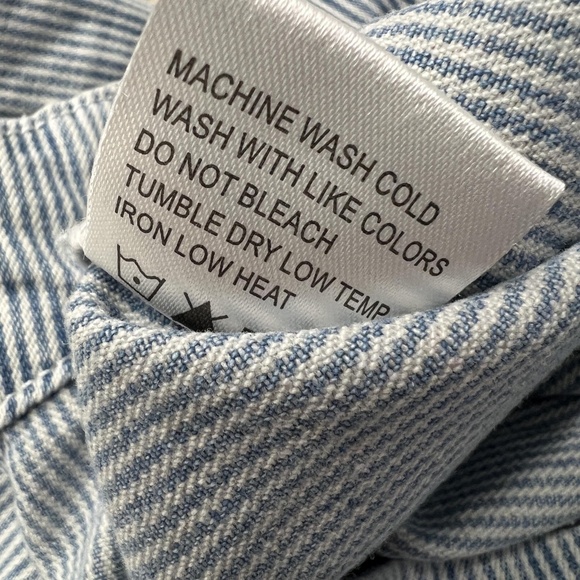 MACHINE WASH COLD
WASH WITH LIKE COLORS
DO NOT BLEACH
TUMBLE DRY LOW TEMP
IRON LOW HEAT